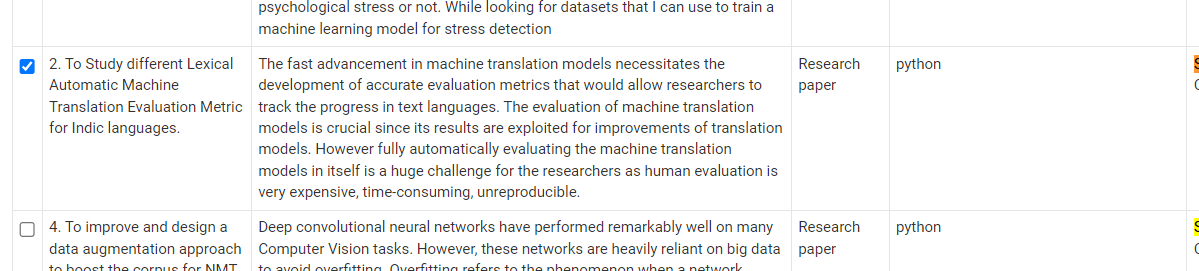 psychological stress or not. While looking for datasets that I can use to train a
machine learning model for stress detection
2. To Study different Lexical
Automatic Machine
Translation Evaluation Metric
for Indic languages.
The fast advancement in machine translation models necessitates the
development of accurate evaluation metrics that would allow researchers to
track the progress in text languages. The evaluation of machine translation
models is crucial since its results are exploited for improvements of translation
models. However fully automatically evaluating the machine translation
models in itself is a huge challenge for the researchers as human evaluation is
very expensive, time-consuming, unreproducible.
Research
paper
python
4. To improve and design a
data augmentation approach
to boost the corpus for NMT
Deep convolutional neural networks have performed remarkably well on many
Computer Vision tasks. However, these networks are heavily reliant on big data
to avoid overfitting. Overfitting refers to the phenomenon when a network
Research
paper
python